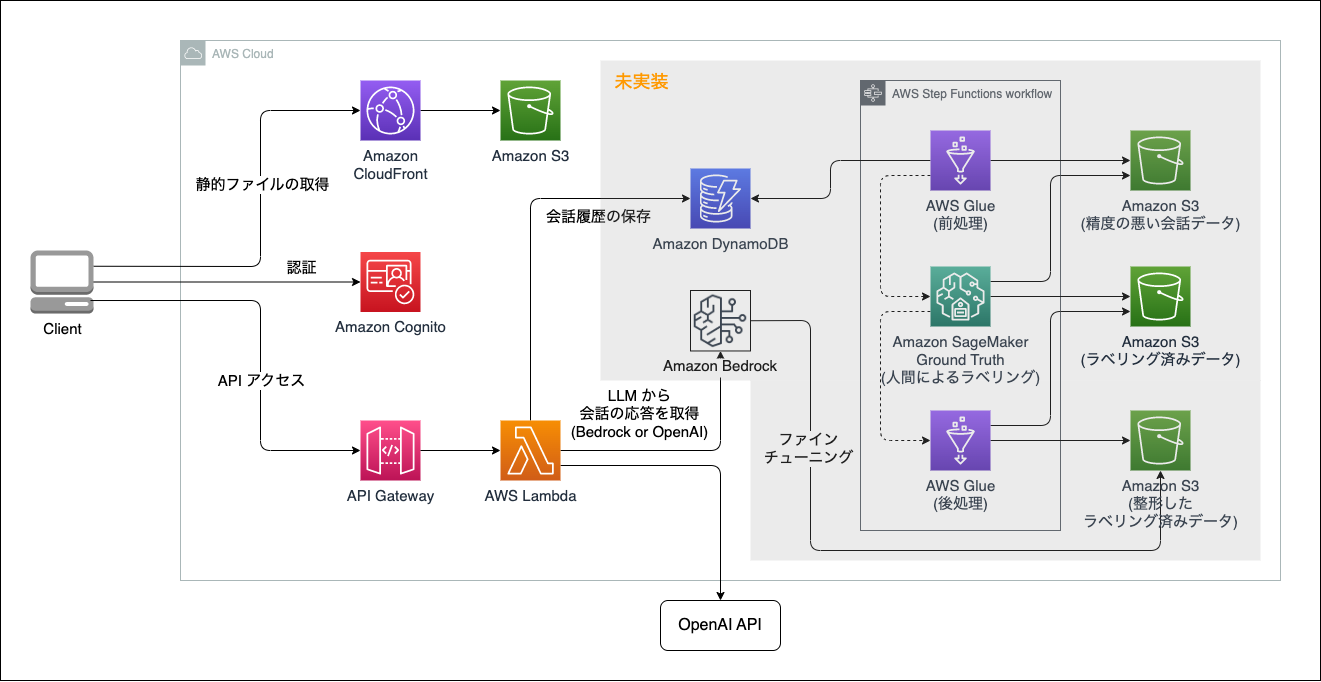 AWS Cloud
未実装
AWS Step Functions workflow
Amazon
CloudFront
Amazon S3
静的ファイルの取得
会話履歴の保存
Amazon DynamoDB
AWS Glue
(前処理)
Amazon S3
(精度の悪い会話データ)
認証
Amazon Cognito
Client
Amazon Bedrock
Amazon SageMaker
Ground Truth
(人間によるラベリング)
Amazon S3
(ラベリング済みデータ)
API アクセス
LLM から
会話の応答を取得
(Bedrock or OpenAI)
ファイン
チューニング
API Gateway
AWS Lambda
AWS Glue
(後処理)
Amazon S3
(整形した
ラベリング済みデータ)
OpenAI API